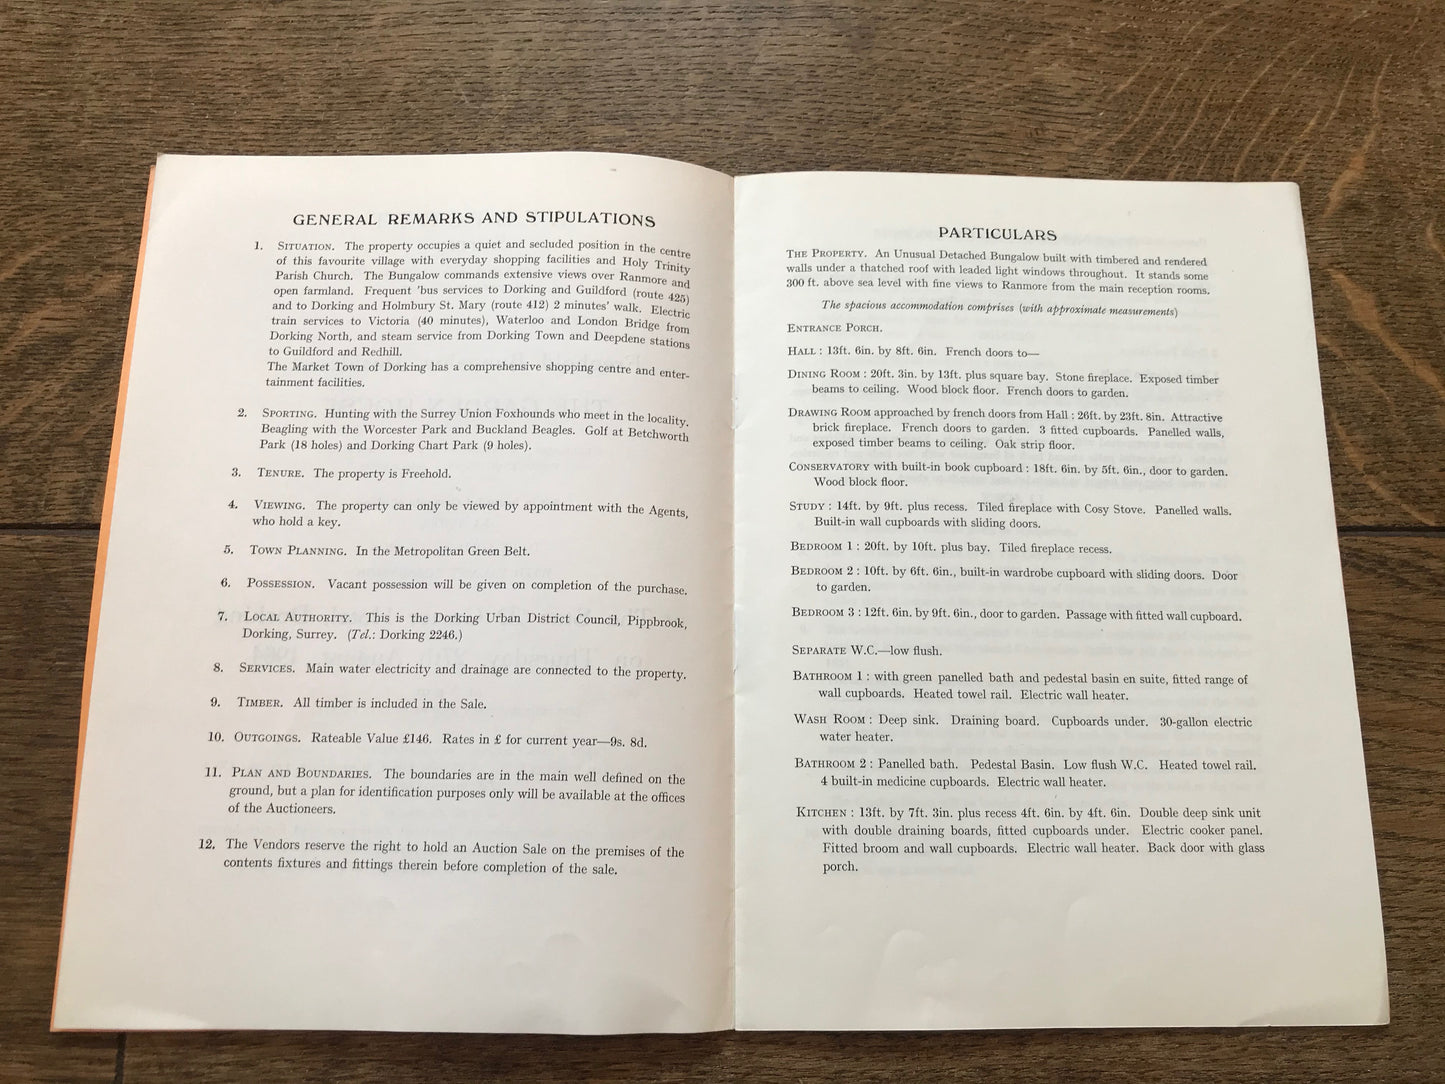 GENERAL REMARKS AND STIPULATIONS
1. SITUATION. The property occupies a quiet and secluded position in the centre
of this favourite village with everyday shopping facilities and Holy Trinity
Parish Church. The Bungalow commands extensive views over Ranmore and
open farmland. Frequent 'bus services to Dorking and Guildford (route 425)
and to Dorking and Holmbury St. Mary (route 412) 2 minutes' walk. Electric
train services to Victoria (40 minutes), Waterloo and London Bridge from
Dorking North, and steam service from Dorking Town and Deepdene stations
to Guildford and Redhill.
The Market Town of Dorking has a comprehensive shopping centre and enter-
tainment facilities.
2. SPORTING. Hunting with the Surrey Union Foxhounds who meet in the locality.
Beagling with the Worcester Park and Buckland Beagles. Golf at Betchworth
Park (18 holes) and Dorking Chart Park (9 holes).
3. TENURE. The property is Freehold.
4. VIEWING. The property can only be viewed by appointment with the Agents,
who hold a key.
5. TOWN PLANNING. In the Metropolitan Green Belt.
6. POSSESSION. Vacant possession will be given on completion of the purchase.
7. LOCAL AUTHORITY. This is the Dorking Urban District Council, Pippbrook,
Dorking, Surrey. (Tel.: Dorking 2246.)
8. SERVICES. Main water electricity and drainage are connected to the property.
9. TIMBER. All timber is included in the Sale.
10. OUTGOINGS. Rateable Value £146. Rates in £ for current year—9s. 8d.
11. PLAN AND BOUNDARIES. The boundaries are in the main well defined on the
ground, but a plan for identification purposes only will be available at the offices
of the Auctioneers.
12. The Vendors reserve the right to hold an Auction Sale on the premises of the
contents fixtures and fittings therein before completion of the sale.
PARTICULARS
THE PROPERTY. An Unusual Detached Bungalow built with timbered and rendered
walls under a thatched roof with leaded light windows throughout. It stands some
300 ft. above sea level with fine views to Ranmore from the main reception rooms.
The spacious accommodation comprises (with approximate measurements)
ENTRANCE PORCH.
HALL : 13ft. 6in. by 8ft. 6in. French doors to—
DINING ROOM : 20ft. 3in. by 13ft. plus square bay. Stone fireplace. Exposed timber
beams to ceiling. Wood block floor. French doors to garden.
DRAWING ROOM approached by french doors from Hall : 26ft. by 23ft. 8in. Attractive
brick fireplace. French doors to garden. 3 fitted cupboards. Panelled walls,
exposed timber beams to ceiling. Oak strip floor.
CONSERVATORY with built-in book cupboard : 18ft. 6in. by 5ft. 6in., door to garden.
Wood block floor.
STUDY : 14ft. by 9ft. plus recess. Tiled fireplace with Cosy Stove. Panelled walls.
Built-in wall cupboards with sliding doors.
BEDROOM 1 : 20ft. by 10ft. plus bay. Tiled fireplace recess.
BEDROOM 2 : 10ft. by 6ft. 6in., built-in wardrobe cupboard with sliding doors. Door
to garden.
BEDROOM 3 : 12ft. 6in. by 9ft. 6in., door to garden. Passage with fitted wall cupboard.
SEPARATE W.C.—low flush.
BATHROOM 1 : with green panelled bath and pedestal basin en suite, fitted range of
wall cupboards. Heated towel rail. Electric wall heater.
WASH ROOM : Deep sink. Draining board. Cupboards under. 30-gallon electric
water heater.
BATHROOM 2 : Panelled bath. Pedestal Basin. Low flush W.C. Heated towel rail.
4 built-in medicine cupboards. Electric wall heater.
KITCHEN : 13ft. by 7ft. 3in. plus recess 4ft. 6in. by 4ft. 6in. Double deep sink unit
with double draining boards, fitted cupboards under. Electric cooker panel.
Fitted broom and wall cupboards. Electric wall heater. Back door with glass
porch.